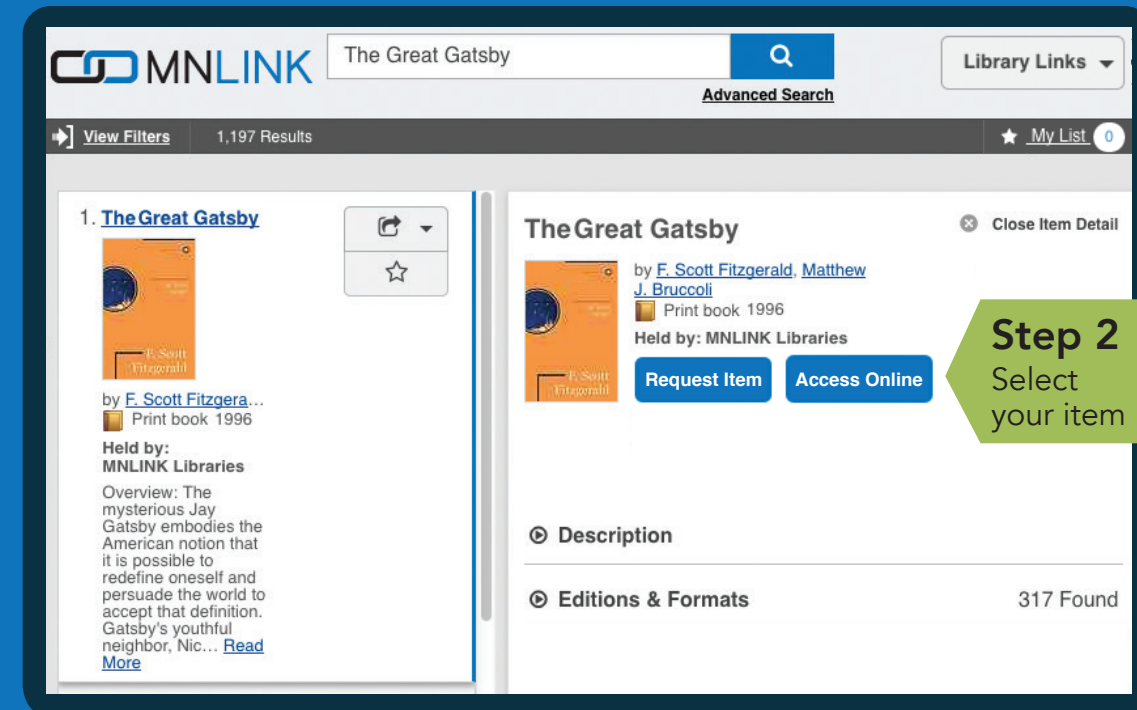 MNLINK
The Great Gatsby
Advanced Search
Library Links
View Filters
1,197 Results
My List 0
1. The Great Gatsby
F. Scott
Fitzgerald
by F. Scott Fitzgera…
Print book 1996
Held by:
MNLINK Libraries
Overview: The
mysterious Jay
Gatsby embodies the
American notion that
it is possible to
redefine oneself and
persuade the world to
accept that definition.
Gatsby's youthful
neighbor, Nic… Read
More
The Great Gatsby
Close Item Detail
F. Scott
Fitzgerald
by F. Scott Fitzgerald, Matthew
J. Bruccoli
Print book 1996
Held by: MNLINK Libraries
Request Item
Access Online
Step 2
Select
your item
Description
Editions & Formats
317 Found